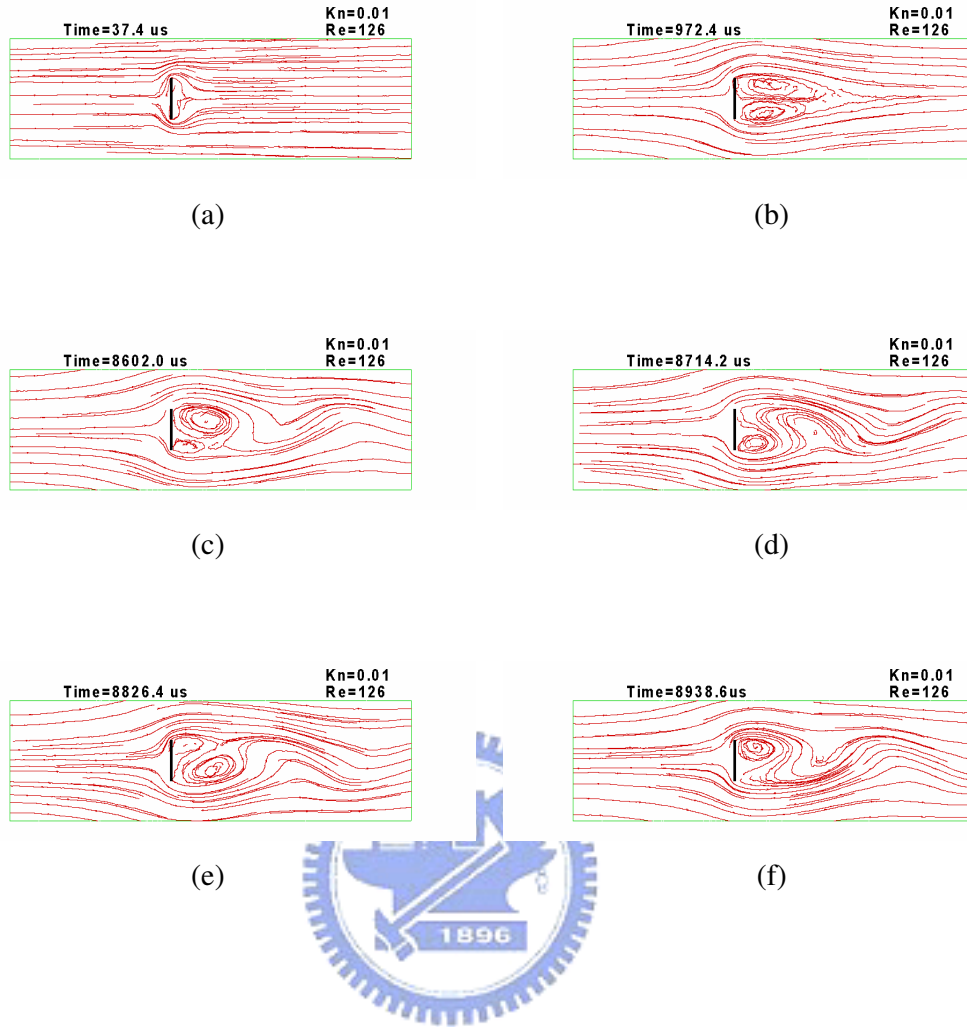 Kn=0.01
Time=37.4 us Re=126
Kn=0.01
Time=972.4 us Re=126
(a)
(b)
Kn=0.01
Time=8602.0 us Re=126
Kn=0.01
Time=8714.2 us Re=126
(c)
(d)
Kn=0.01
Time=8826.4 us Re=126
Kn=0.01
Time=8938.6us Re=126
(e)
(f)
1896